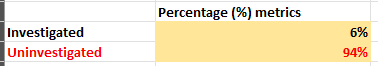 Percentage (%) metrics
Investigated 6%
Uninvestigated 94%